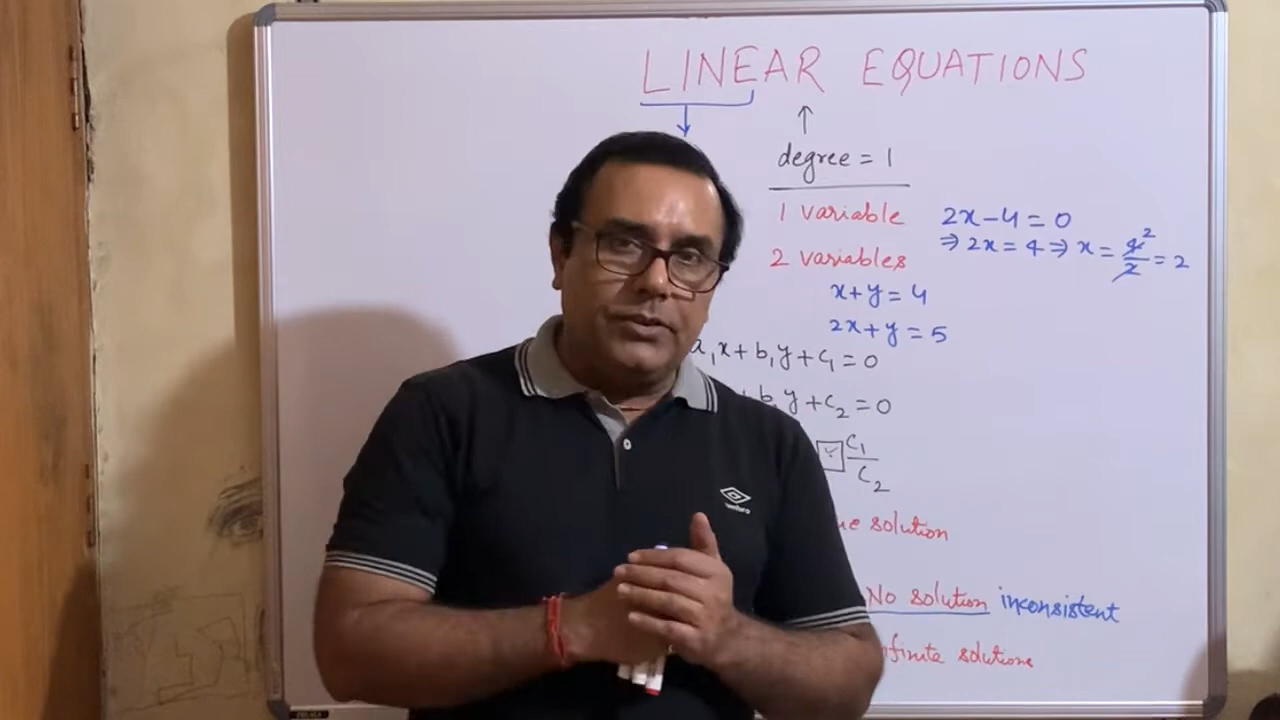 LINEAR EQUATIONS
degree = 1
1 variable 2x-4=0
⇒ 2x = 4 ⇒ x = 4/2 2 = 2
2 variables
x+y = 4
2x+y = 5
a₁x+b₁y+c₁=0
b y+c₂=0
c₁
c₂
solution
umbro
No solution inconsistent
solutions